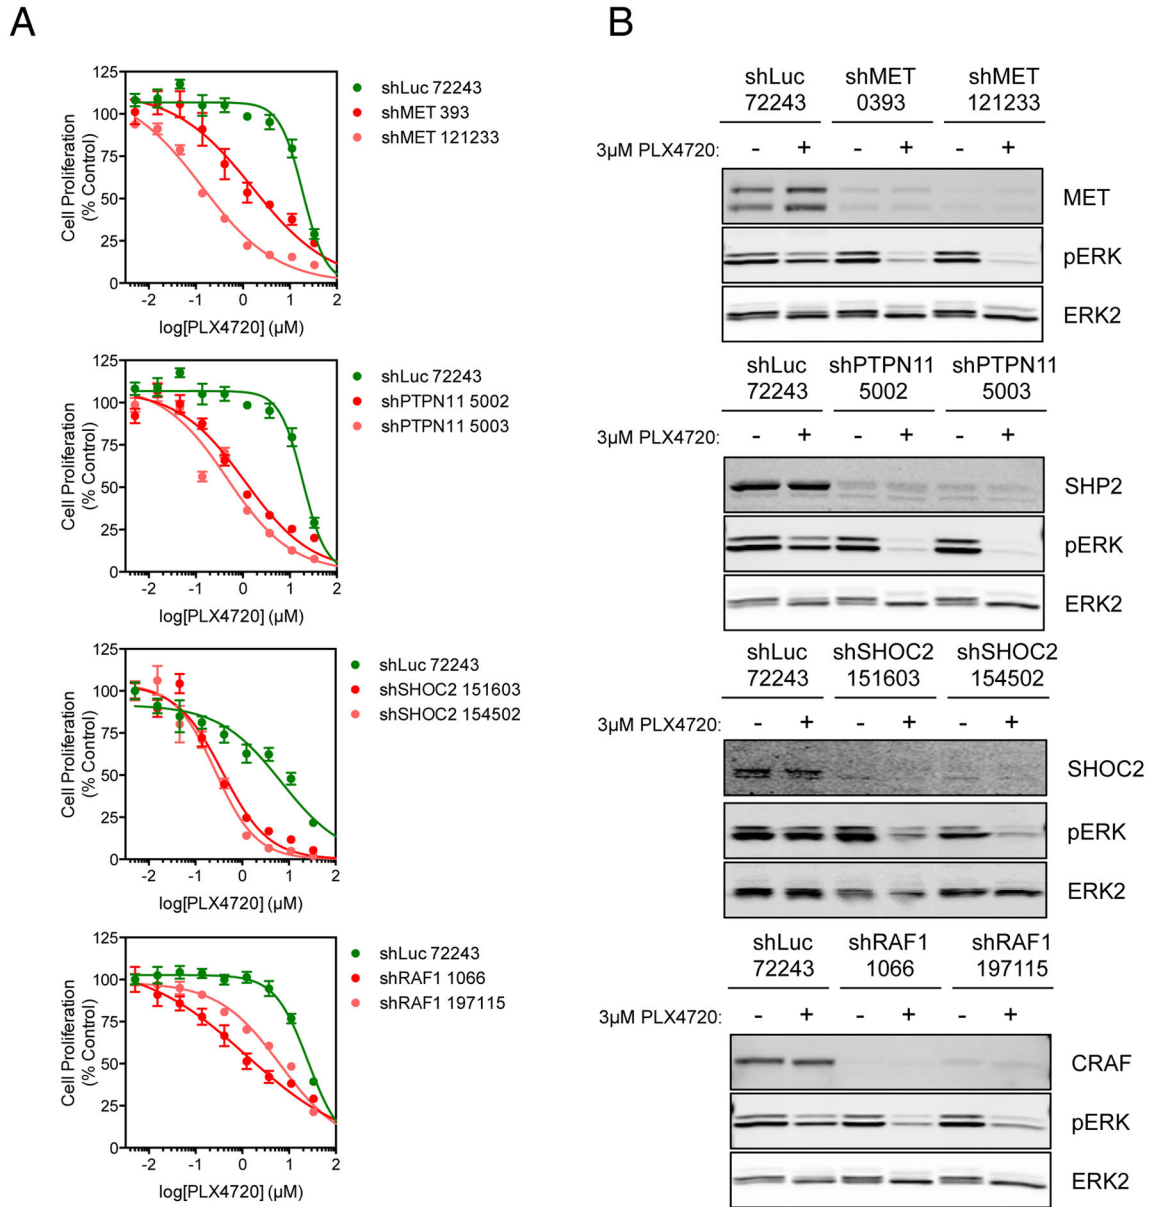 A
125
100
75
50
25
0
Cell Proliferation
(% Control)
-2 -1 0 1 2
log[PLX4720] (µM)
shLuc 72243
shMET 393
shMET 121233
125
100
75
50
25
0
Cell Proliferation
(% Control)
-2 -1 0 1 2
log[PLX4720] (µM)
shLuc 72243
shPTPN11 5002
shPTPN11 5003
125
100
75
50
25
0
Cell Proliferation
(% Control)
-2 -1 0 1 2
log[PLX4720] (µM)
shLuc 72243
shSHOC2 151603
shSHOC2 154502
125
100
75
50
25
0
Cell Proliferation
(% Control)
-2 -1 0 1 2
log[PLX4720] (µM)
shLuc 72243
shRAF1 1066
shRAF1 197115
B
shLuc shMET shMET
72243 0393 121233
3µM PLX4720: - + - + - +
MET
pERK
ERK2
shLuc shPTPN11 shPTPN11
72243 5002 5003
3µM PLX4720: - + - + - +
SHP2
pERK
ERK2
shLuc shSHOC2 shSHOC2
72243 151603 154502
3µM PLX4720: - + - + - +
SHOC2
pERK
ERK2
shLuc shRAF1 shRAF1
72243 1066 197115
3µM PLX4720: - + - + - +
CRAF
pERK
ERK2